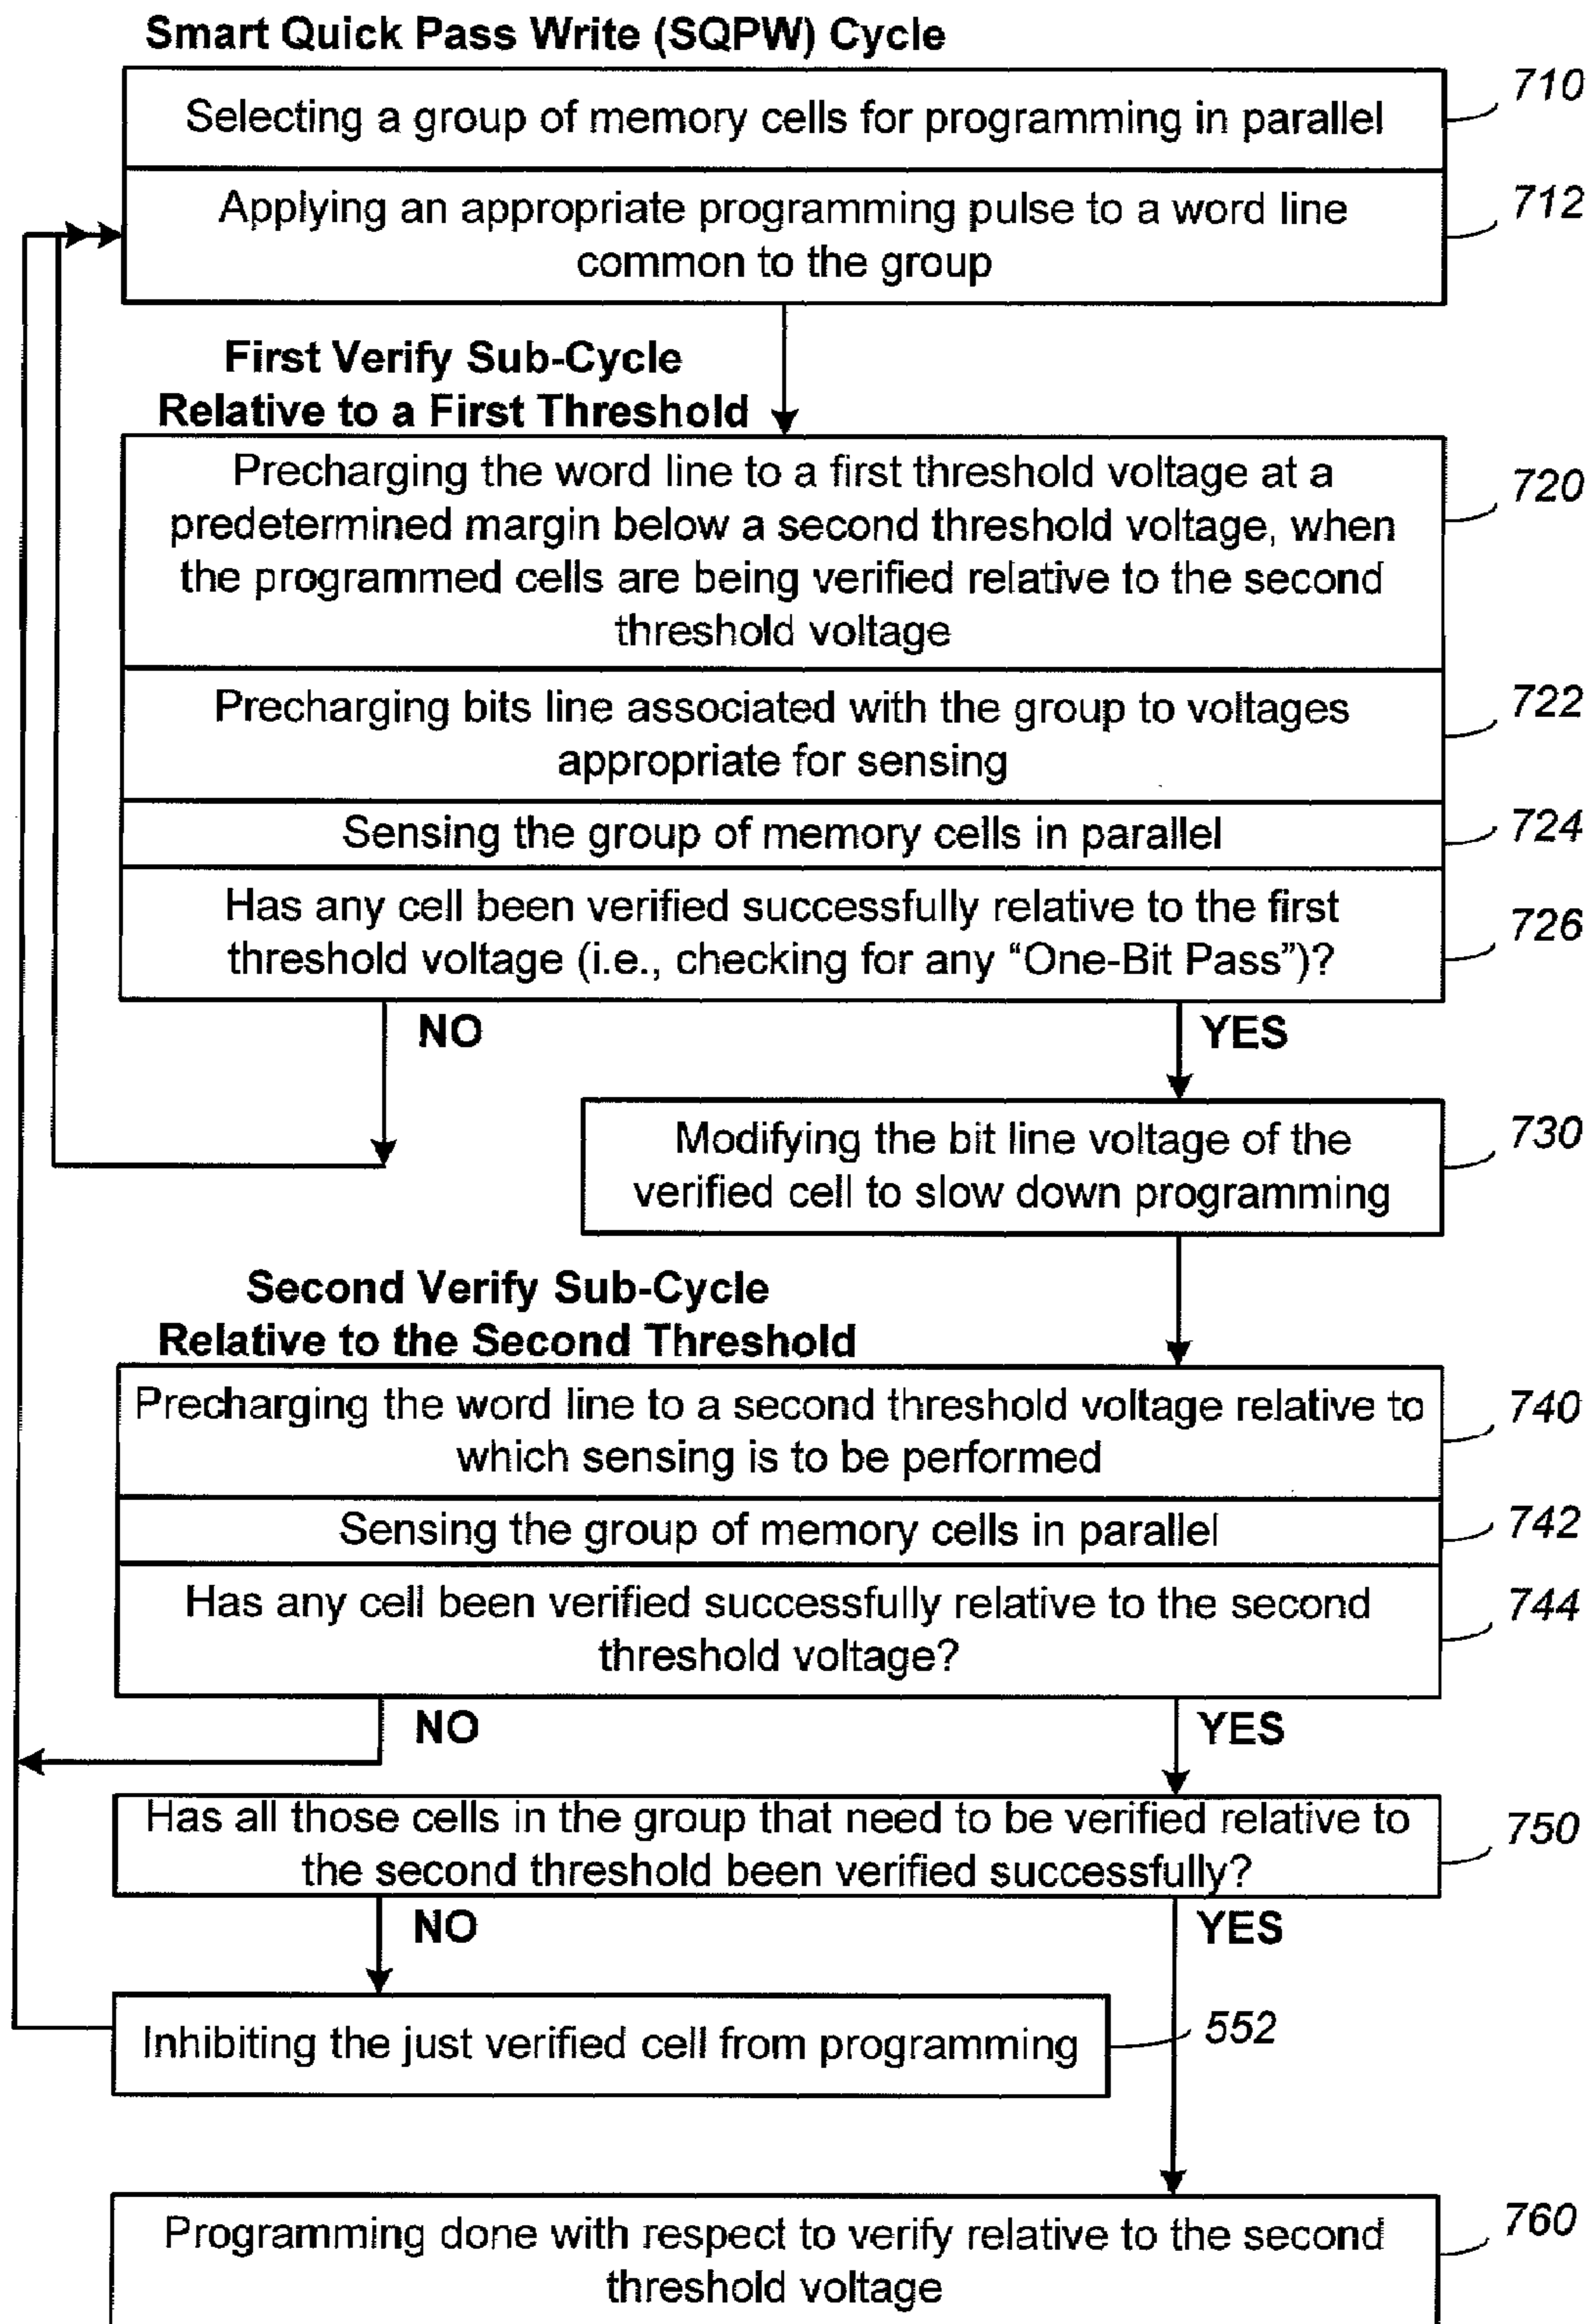 Smart Quick Pass Write (SQPW) Cycle
Selecting a group of memory cells for programming in parallel
710
Applying an appropriate programming pulse to a word line
common to the group
712
First Verify Sub-Cycle
Relative to a First Threshold
Precharging the word line to a first threshold voltage at a
predetermined margin below a second threshold voltage, when
the programmed cells are being verified relative to the second
threshold voltage
720
Precharging bits line associated with the group to voltages
appropriate for sensing
722
Sensing the group of memory cells in parallel
724
Has any cell been verified successfully relative to the first
threshold voltage (i.e., checking for any “One-Bit Pass”)?
726
NO
YES
Modifying the bit line voltage of the
verified cell to slow down programming
730
Second Verify Sub-Cycle
Relative to the Second Threshold
Precharging the word line to a second threshold voltage relative to
which sensing is to be performed
740
Sensing the group of memory cells in parallel
742
Has any cell been verified successfully relative to the second
threshold voltage?
744
NO
YES
Has all those cells in the group that need to be verified relative to
the second threshold been verified successfully?
750
NO
YES
Inhibiting the just verified cell from programming
552
Programming done with respect to verify relative to the second
threshold voltage
760